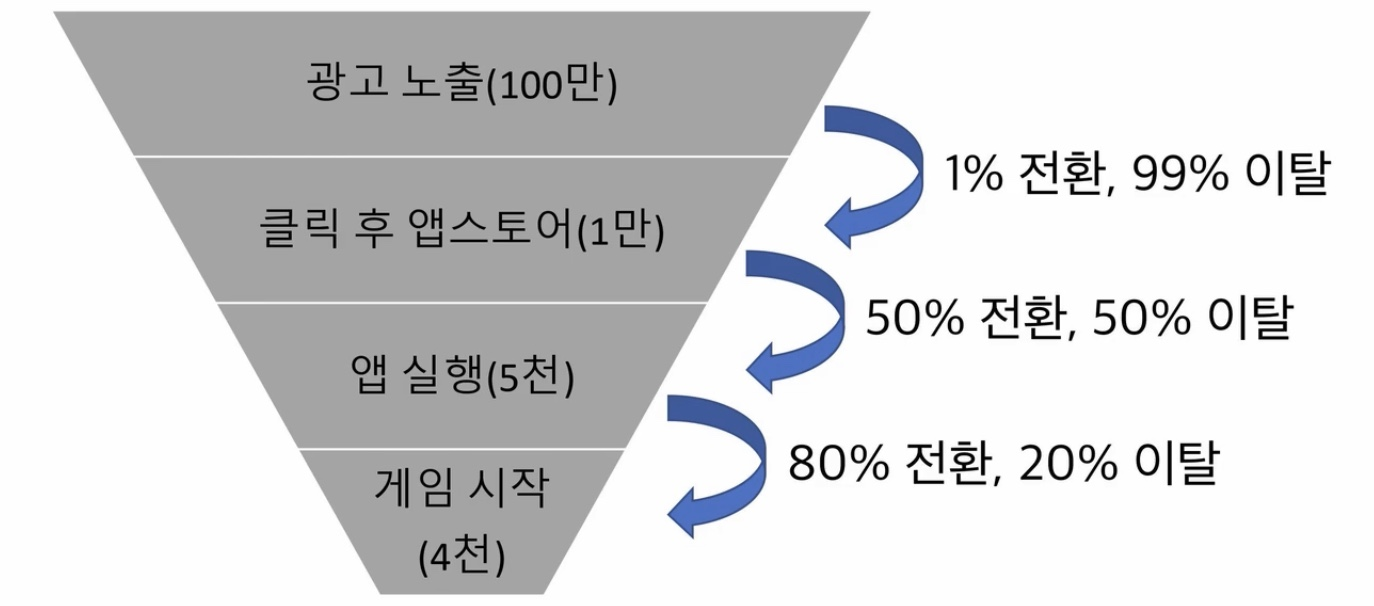 광고 노출(100만)
1% 전환, 99% 이탈
클릭 후 앱스토어(1만)
50% 전환, 50% 이탈
앱 실행(5천)
80% 전환, 20% 이탈
게임 시작
(4천)